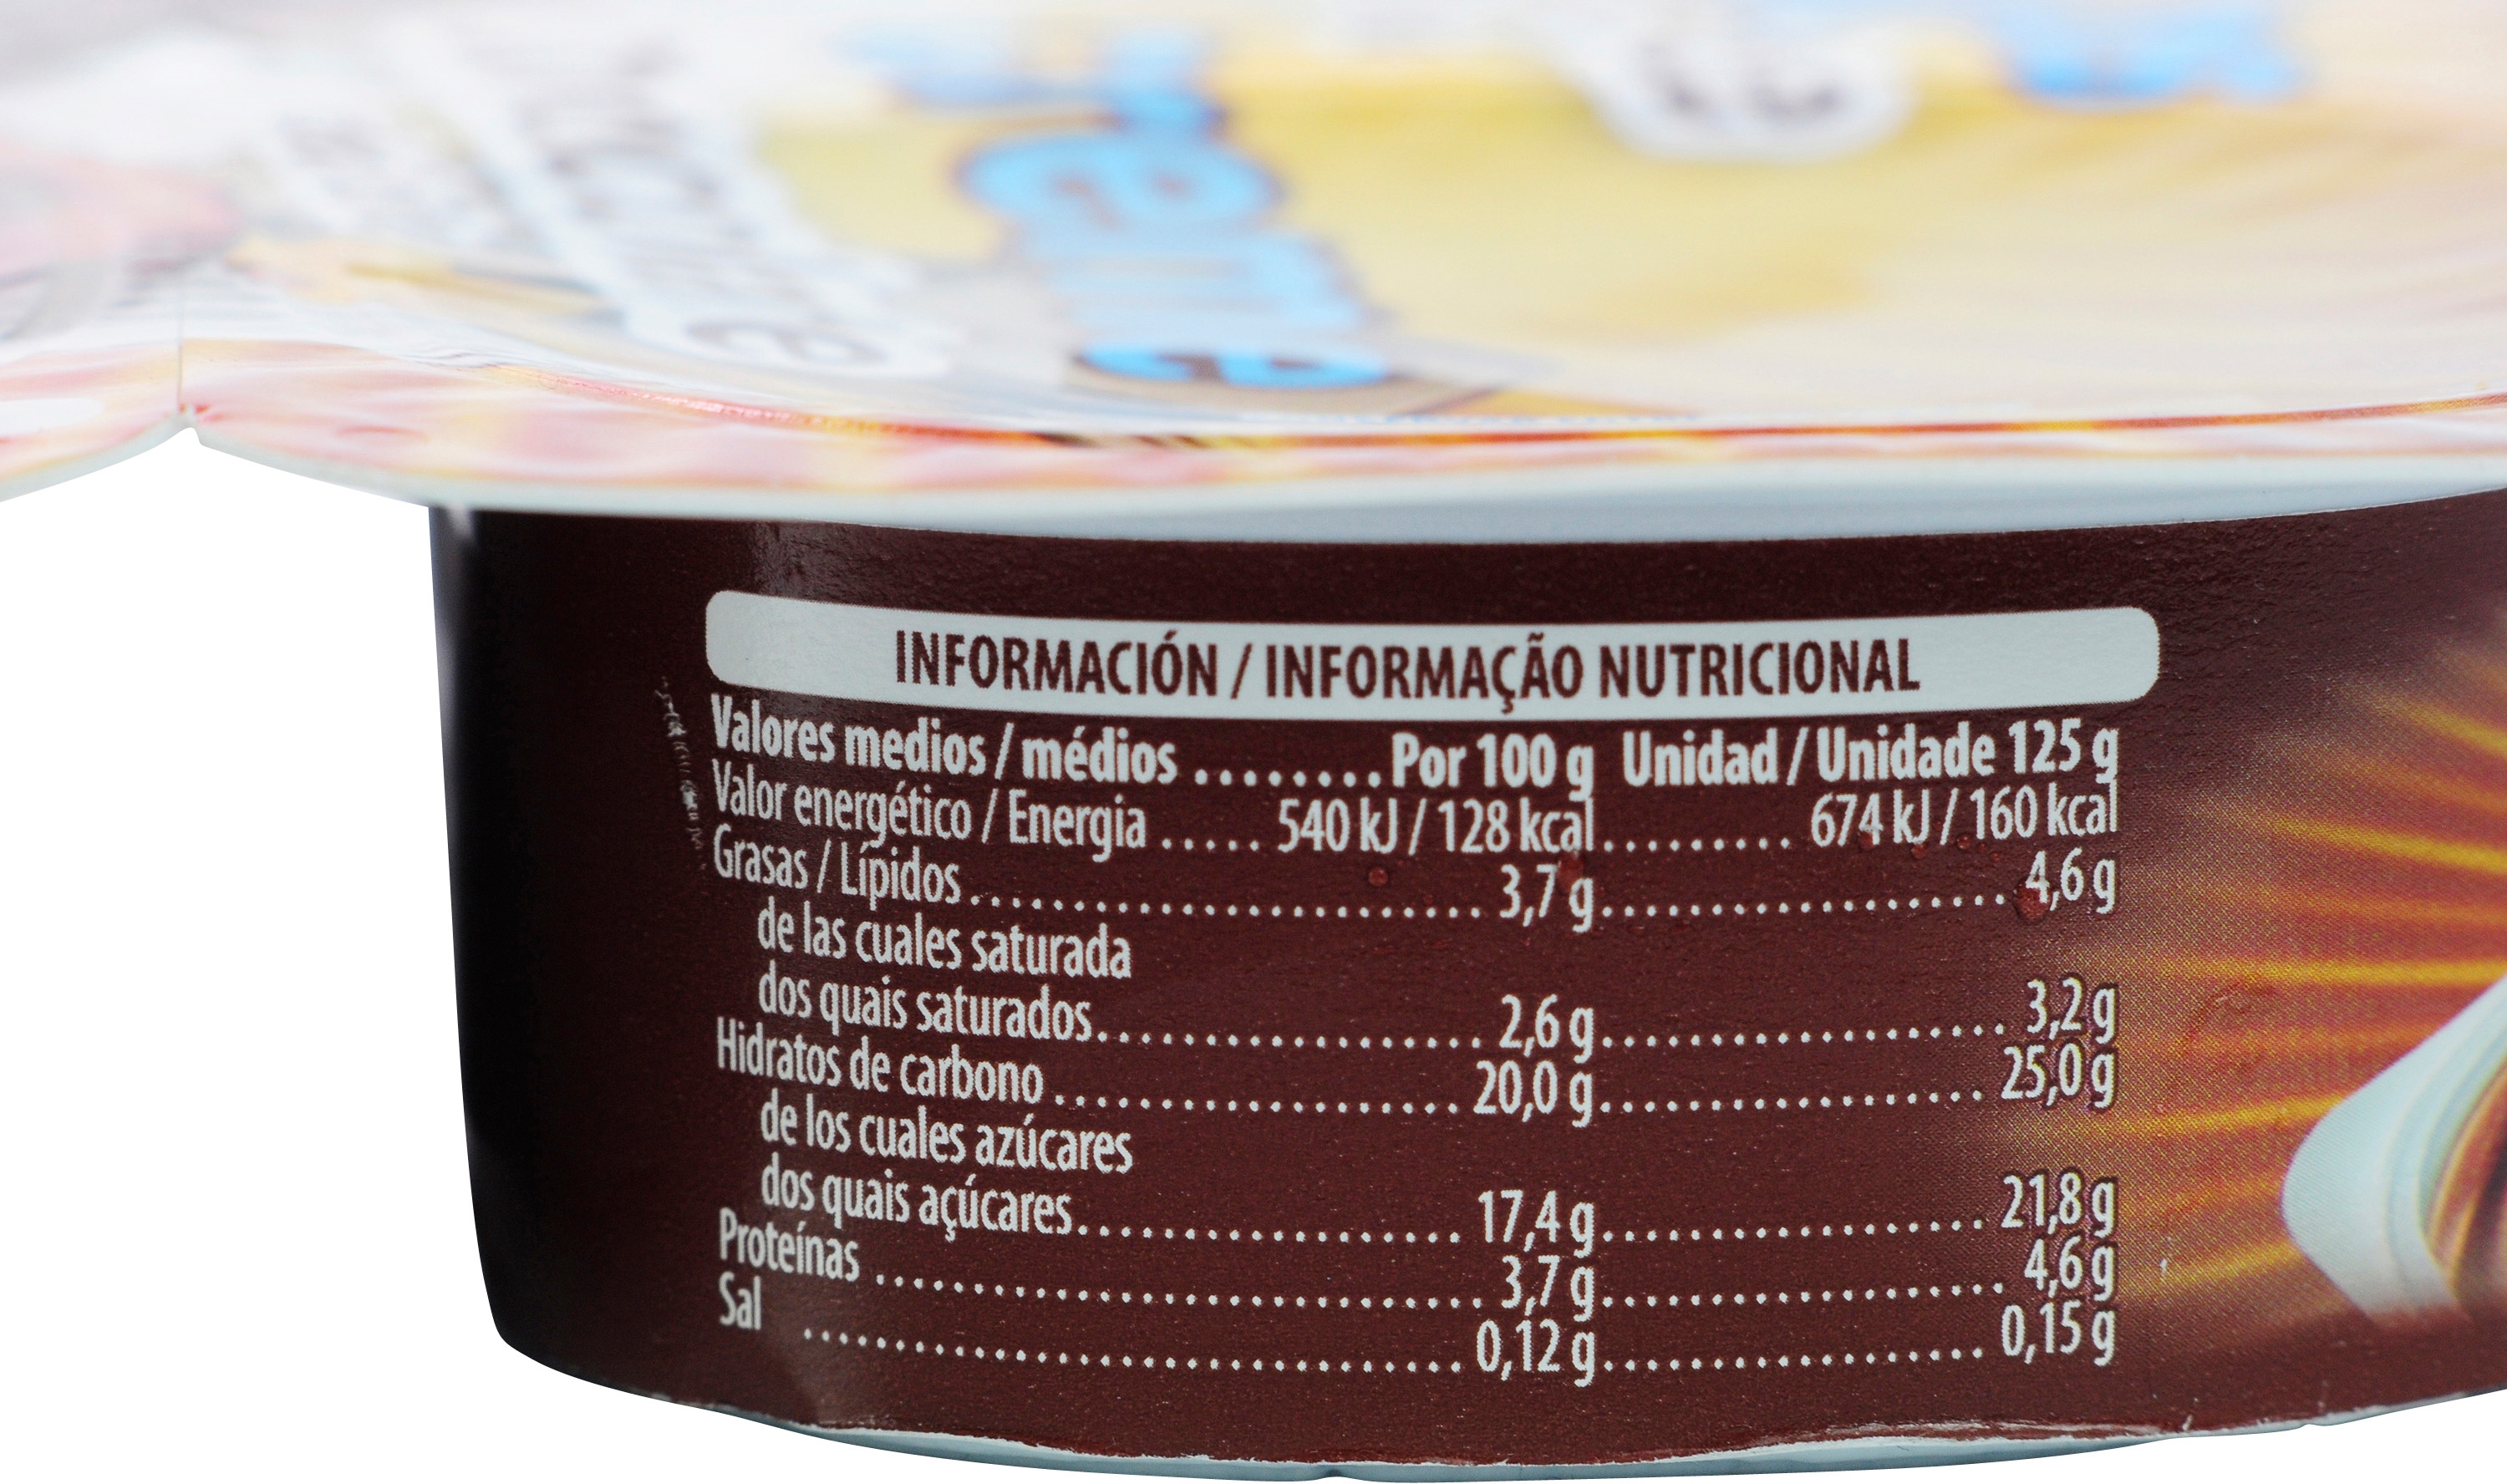 INFORMACIÓN / INFORMAÇÃO NUTRICIONAL
Valores medios / médios ........ Por 100 g Unidad / Unidade 125 g
Valor energético / Energia ..... 540 kJ / 128 kcal ......... 674 kJ / 160 kcal
Grasas / Lípidos ........................ 3,7 g ................... 4,6 g
de las cuales saturada
dos quais saturados .................. 2,6 g ................... 3,2 g
Hidratos de carbono ................... 20,0 g .................. 25,0 g
de los cuales azúcares
dos quais açúcares .................. 17,4 g .................. 21,8 g
Proteínas ............................ 3,7 g ................... 4,6 g
Sal ............................... 0,12 g .................. 0,15 g